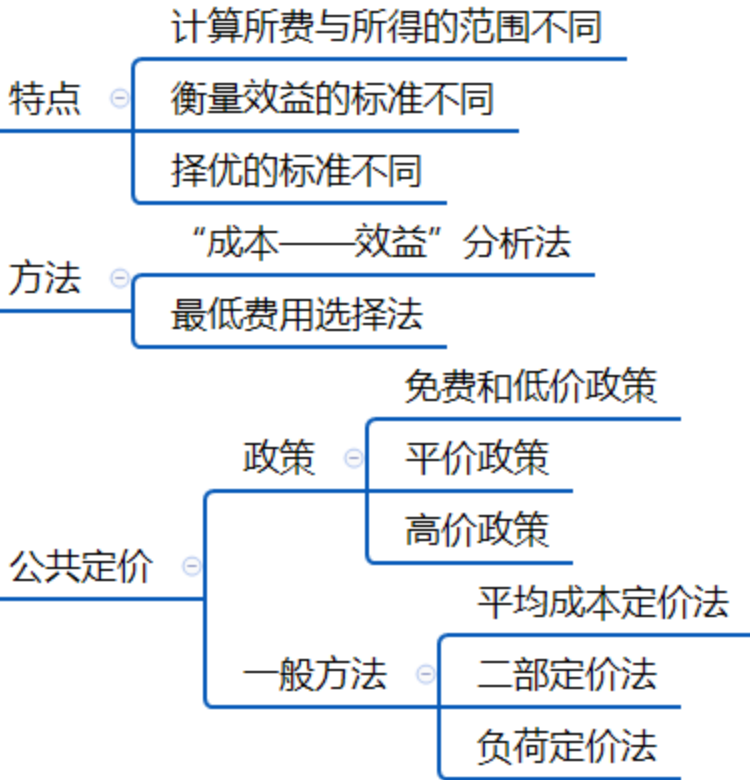 计算所费与所得的范围不同
特点
衡量效益的标准不同
择优的标准不同
“成本——效益”分析法
方法
最低费用选择法
免费和低价政策
政策
平价政策
高价政策
公共定价
平均成本定价法
一般方法
二部定价法
负荷定价法